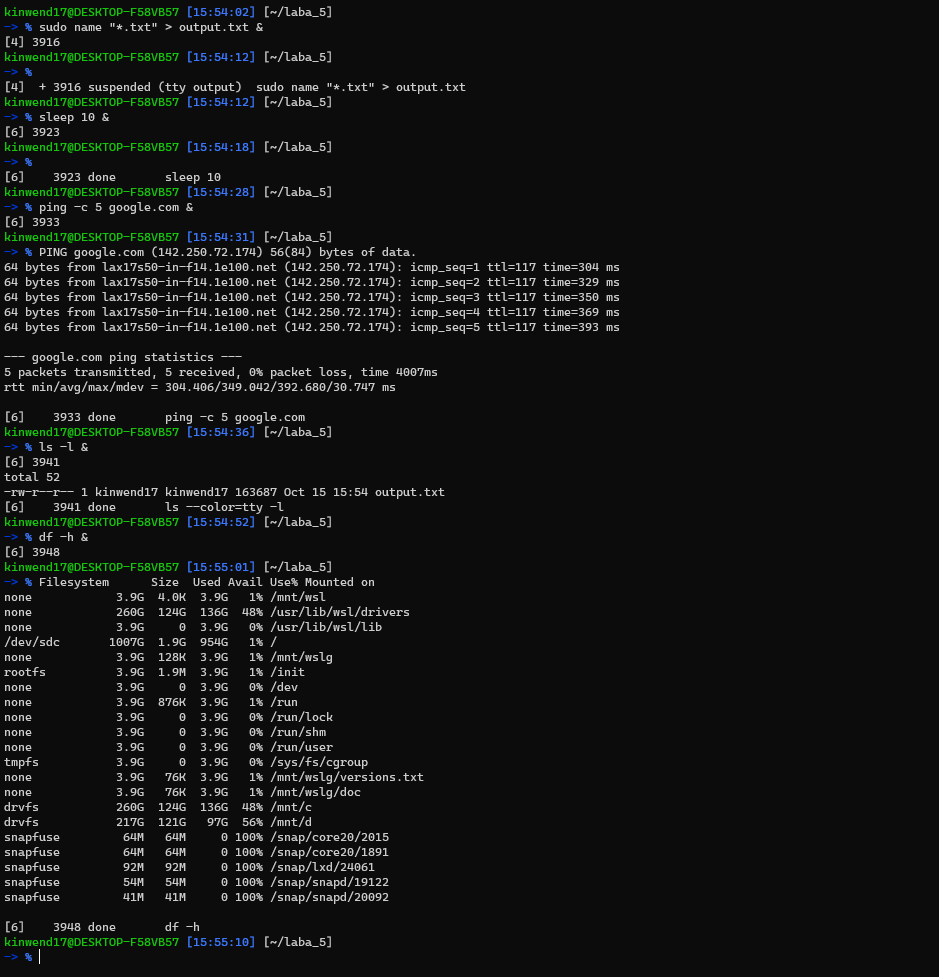 kinwend17@DESKTOP-F58VB57 [15:54:02] [~/laba_5]
-> % sudo name "*.txt" > output.txt &
[4] 3916
kinwend17@DESKTOP-F58VB57 [15:54:12] [~/laba_5]
-> %
[4]  + 3916 suspended (tty output)  sudo name "*.txt" > output.txt
kinwend17@DESKTOP-F58VB57 [15:54:12] [~/laba_5]
-> % sleep 10 &
[6] 3923
kinwend17@DESKTOP-F58VB57 [15:54:18] [~/laba_5]
-> %
[6]    3923 done       sleep 10
kinwend17@DESKTOP-F58VB57 [15:54:28] [~/laba_5]
-> % ping -c 5 google.com &
[6] 3933
kinwend17@DESKTOP-F58VB57 [15:54:31] [~/laba_5]
-> % PING google.com (142.250.72.174) 56(84) bytes of data.
64 bytes from lax17s50-in-f14.1e100.net (142.250.72.174): icmp_seq=1 ttl=117 time=304 ms
64 bytes from lax17s50-in-f14.1e100.net (142.250.72.174): icmp_seq=2 ttl=117 time=329 ms
64 bytes from lax17s50-in-f14.1e100.net (142.250.72.174): icmp_seq=3 ttl=117 time=350 ms
64 bytes from lax17s50-in-f14.1e100.net (142.250.72.174): icmp_seq=4 ttl=117 time=369 ms
64 bytes from lax17s50-in-f14.1e100.net (142.250.72.174): icmp_seq=5 ttl=117 time=393 ms

--- google.com ping statistics ---
5 packets transmitted, 5 received, 0% packet loss, time 4007ms
rtt min/avg/max/mdev = 304.406/349.042/392.680/30.747 ms

[6]    3933 done       ping -c 5 google.com
kinwend17@DESKTOP-F58VB57 [15:54:36] [~/laba_5]
-> % ls -l &
[6] 3941
total 52
-rw-r--r-- 1 kinwend17 kinwend17 163687 Oct 15 15:54 output.txt
[6]    3941 done       ls --color=tty -l
kinwend17@DESKTOP-F58VB57 [15:54:52] [~/laba_5]
-> % df -h &
[6] 3948
kinwend17@DESKTOP-F58VB57 [15:55:01] [~/laba_5]
-> % Filesystem      Size  Used Avail Use% Mounted on
none            3.9G  4.0K  3.9G   1% /mnt/wsl
none            260G  124G  136G  48% /usr/lib/wsl/drivers
none            3.9G     0  3.9G   0% /usr/lib/wsl/lib
/dev/sdc       1007G  1.9G  954G   1% /
none            3.9G  128K  3.9G   1% /mnt/wslg
rootfs          3.9G  1.9M  3.9G   1% /init
none            3.9G     0  3.9G   0% /dev
none            3.9G  876K  3.9G   1% /run
none            3.9G     0  3.9G   0% /run/lock
none            3.9G     0  3.9G   0% /run/shm
none            3.9G     0  3.9G   0% /run/user
tmpfs           3.9G     0  3.9G   0% /sys/fs/cgroup
none            3.9G   76K  3.9G   1% /mnt/wslg/versions.txt
none            3.9G   76K  3.9G   1% /mnt/wslg/doc
drvfs           260G  124G  136G  48% /mnt/c
drvfs           217G  121G   97G  56% /mnt/d
snapfuse         64M   64M     0 100% /snap/core20/2015
snapfuse         64M   64M     0 100% /snap/core20/1891
snapfuse         92M   92M     0 100% /snap/lxd/24061
snapfuse         54M   54M     0 100% /snap/snapd/19122
snapfuse         41M   41M     0 100% /snap/snapd/20092

[6]    3948 done       df -h
kinwend17@DESKTOP-F58VB57 [15:55:10] [~/laba_5]
-> %